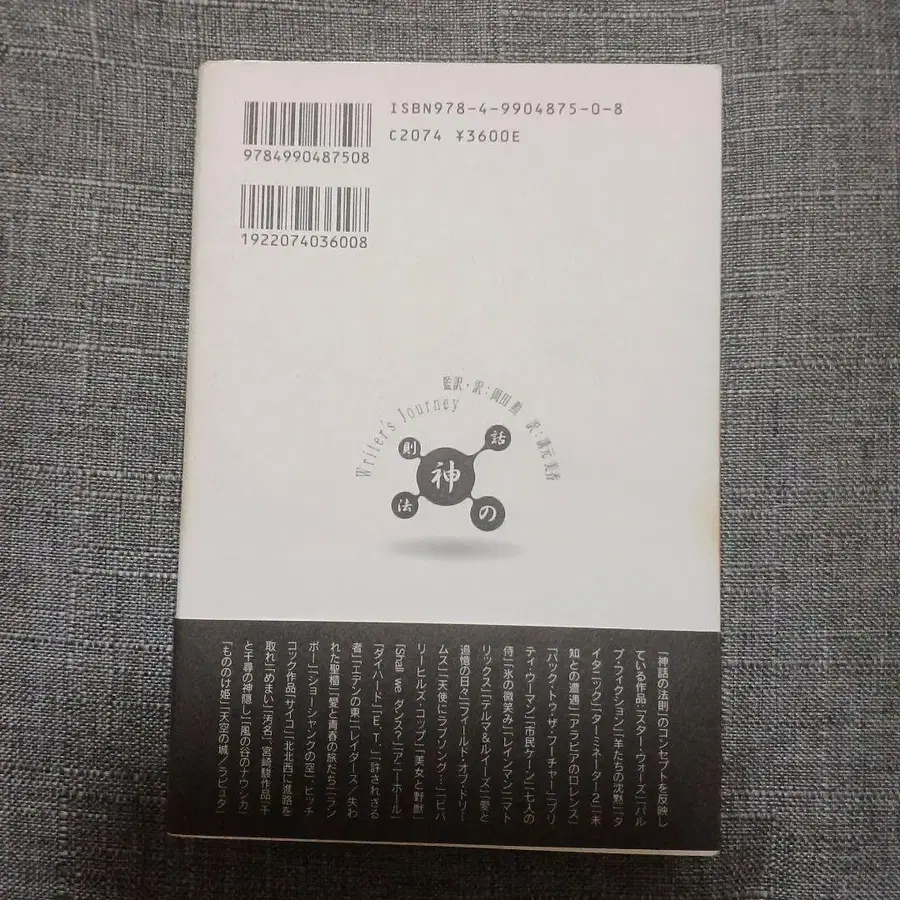 ISBN978-4-9904875-0-8
C2074 ¥3600E
9784990487508
1922074036008
監訳・訳:岡田 勲 訳:講元 美香
Writer's Journey
神話の法則
「神話の法則」のコンセプトを反映し
ている作品:「スター・ウォーズ」「パル
プ・フィクション」「羊たちの沈黙」「タ
イタニック」「ターミネータ2」「未
知との遭遇」「アラビアのロレンス」
「バック・トゥ・ザ・フーチャー」「プリ
ティ・ウーマン」「市民ケーン」「七人の
侍」「氷の微笑み」「レインマン」「マト
リックス」「テルマ&ルイーズ」「愛と
追憶の日々」「フィールド・オブ・ドリー
ムス」「天使にラブソング…」「ビバ
リーヒルズ・コップ」「美女と野獣」
「Shall we ダンス?」「アニーホール」
「ダイハード」「E.T.」「許されざる
者」「エデンの東」「レイダース/失わ
れた聖櫃」「愛と青春の旅だち」「ラン
ボー」「ショーシャンクの空」、ヒッチ
コック作品「サイコ」「北北西に進路を
取れ」「めまい」「汚名」宮崎駿作品「千
と千尋の神隠し」「風の谷のナウシカ」
「もののけ姫」「天空の城/ラピュタ」